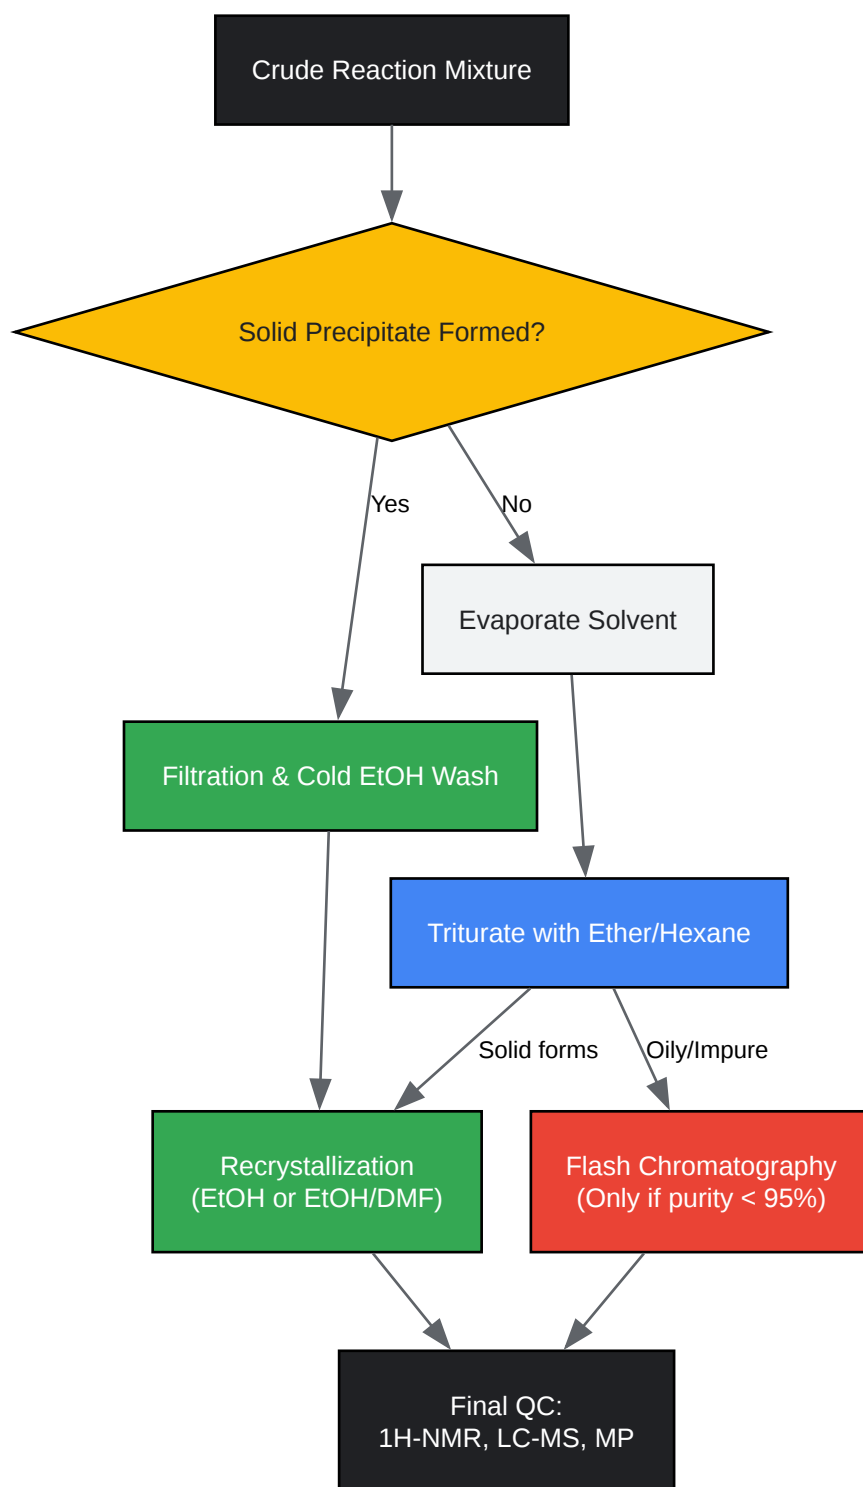 Crude Reaction Mixture
Solid Precipitate Formed?
Yes
No
Evaporate Solvent
Filtration & Cold EtOH Wash
Triturate with Ether/Hexane
Solid forms
Oily/Impure
Recrystallization
(EtOH or EtOH/DMF)
Flash Chromatography
(Only if purity < 95%)
Final QC:
1H-NMR, LC-MS, MP